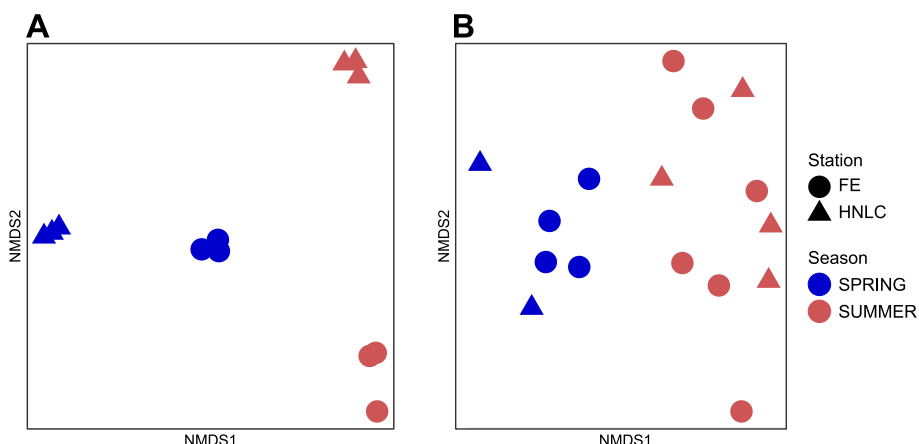 A
B
NMDS2
NMDS1
NMDS2
NMDS1
Station
FE
HNLC
Season
SPRING
SUMMER